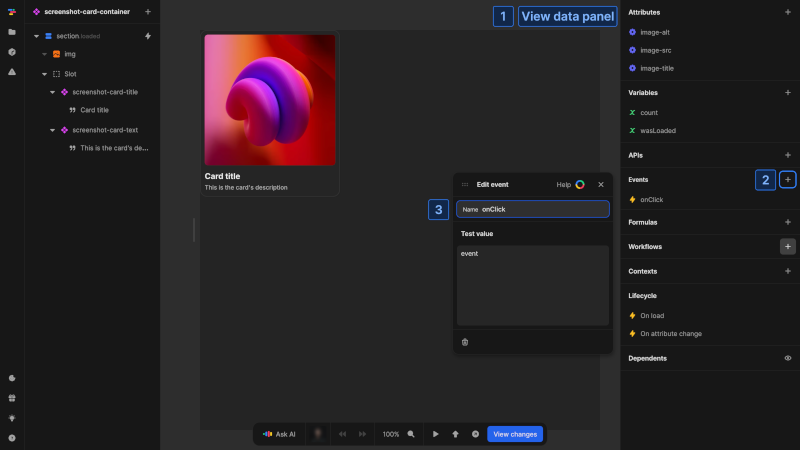 screenshot-card-container
section.loaded
img
Slot
screenshot-card-title
Card title
screenshot-card-text
This is the card's de...
1 View data panel
Card title
This is the card's description
Edit event
Help
3
Name onClick
Test value
event
Ask AI
100%
View changes
Attributes
image-alt
image-src
image-title
Variables
count
wasLoaded
APIs
Events
2
onClick
Formulas
Workflows
Contexts
Lifecycle
On load
On attribute change
Dependents